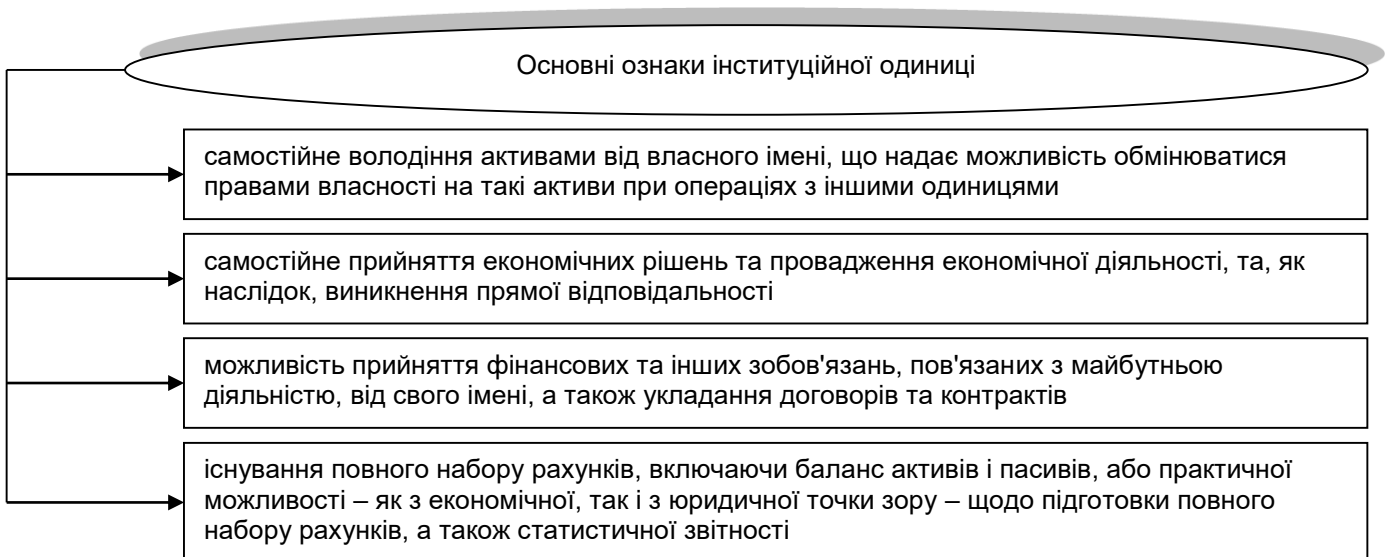 Основні ознаки інституційної одиниці
самостійне володіння активами від власного імені, що надає можливість обмінюватися
правами власності на такі активи при операціях з іншими одиницями
самостійне прийняття економічних рішень та провадження економічної діяльності, та, як
наслідок, виникнення прямої відповідальності
можливість прийняття фінансових та інших зобов'язань, пов'язаних з майбутньою
діяльністю, від свого імені, а також укладання договорів та контрактів
існування повного набору рахунків, включаючи баланс активів і пасивів, або практичної
можливості – як з економічної, так і з юридичної точки зору – щодо підготовки повного
набору рахунків, а також статистичної звітності